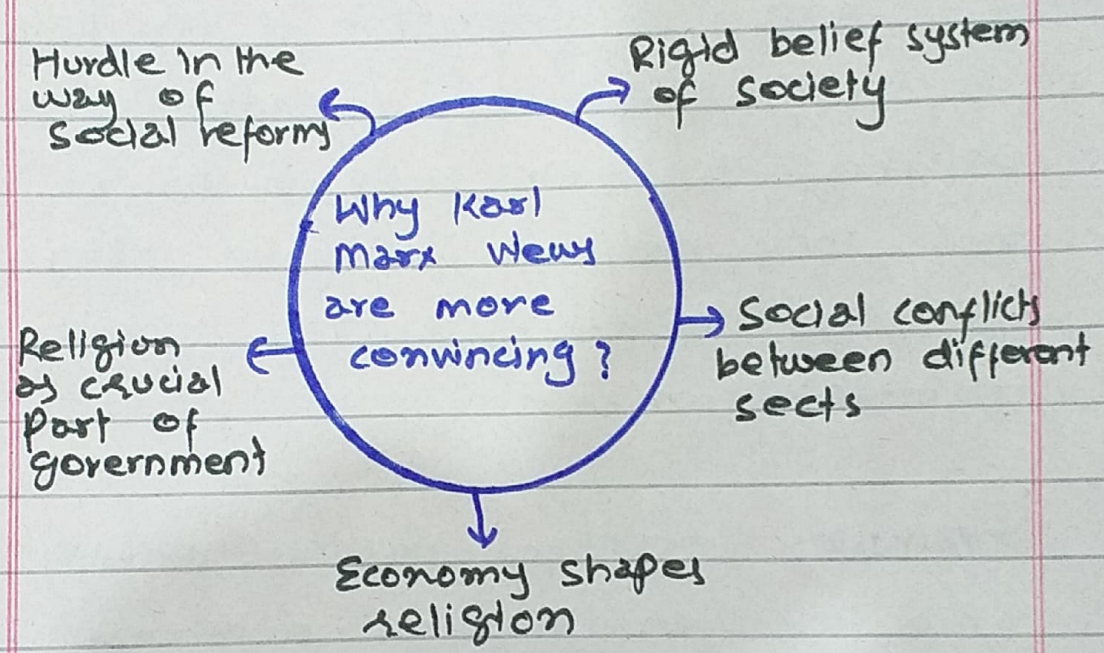 Why Karl
Marx views
are more
convincing?
Rigid belief system
of society
Social conflicts
between different
sects
Economy shapes
religion
Religion
as crucial
Part of
government
Hurdle in the
way of
social reforms